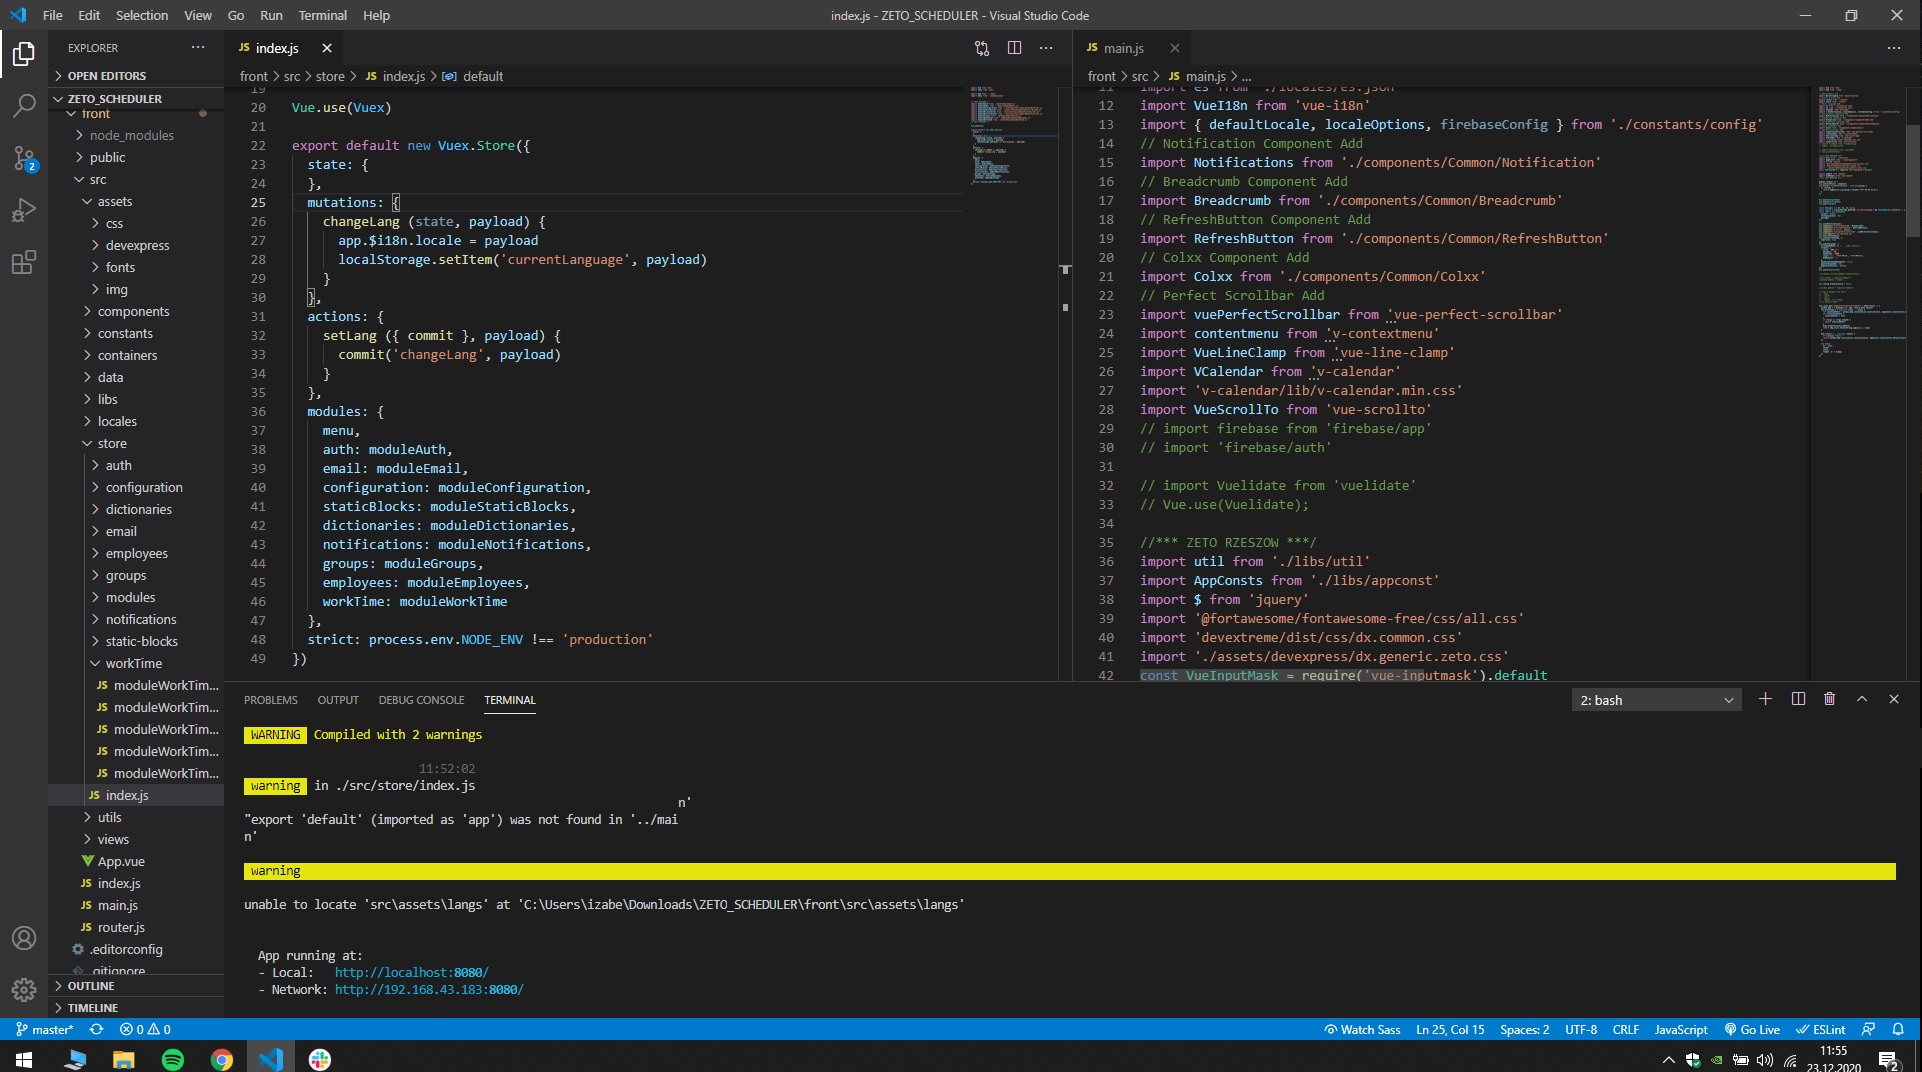 File Edit Selection View Go Run Terminal Help
index.js - ZETO_SCHEDULER - Visual Studio Code
EXPLORER
OPEN EDITORS
ZETO_SCHEDULER
front
node_modules
public
src
assets
css
devexpress
fonts
img
components
constants
containers
data
libs
locales
store
auth
configuration
dictionaries
email
employees
groups
modules
notifications
static-blocks
workTime
JS moduleWorkTim...
JS moduleWorkTim...
JS moduleWorkTim...
JS moduleWorkTim...
JS moduleWorkTim...
JS index.js
utils
views
App.vue
JS index.js
JS main.js
JS router.js
.editorconfig
.gitignore
OUTLINE
TIMELINE
2
JS index.js
front > src > store > JS index.js > default
19
20 Vue.use(Vuex)
21
22 export default new Vuex.Store({
23 state: {
24 },
25 mutations: {
26 changeLang (state, payload) {
27 app.$i18n.locale = payload
28 localStorage.setItem('currentLanguage', payload)
29 }
30 },
31 actions: {
32 setLang ({ commit }, payload) {
33 commit('changeLang', payload)
34 }
35 },
36 modules: {
37 menu,
38 auth: moduleAuth,
39 email: moduleEmail,
40 configuration: moduleConfiguration,
41 staticBlocks: moduleStaticBlocks,
42 dictionaries: moduleDictionaries,
43 notifications: moduleNotifications,
44 groups: moduleGroups,
45 employees: moduleEmployees,
46 workTime: moduleWorkTime
47 },
48 strict: process.env.NODE_ENV !== 'production'
49 })
JS main.js
front > src > JS main.js > ...
11 import es from './locales/es.json'
12 import VueI18n from 'vue-i18n'
13 import { defaultLocale, localeOptions, firebaseConfig } from './constants/config'
14 // Notification Component Add
15 import Notifications from './components/Common/Notification'
16 // Breadcrumb Component Add
17 import Breadcrumb from './components/Common/Breadcrumb'
18 // RefreshButton Component Add
19 import RefreshButton from './components/Common/RefreshButton'
20 // Colxx Component Add
21 import Colxx from './components/Common/Colxx'
22 // Perfect Scrollbar Add
23 import vuePerfectScrollbar from 'vue-perfect-scrollbar'
24 import contentmenu from 'v-contextmenu'
25 import VueLineClamp from 'vue-line-clamp'
26 import VCalendar from 'v-calendar'
27 import 'v-calendar/lib/v-calendar.min.css'
28 import VueScrollTo from 'vue-scrollto'
29 // import firebase from 'firebase/app'
30 // import 'firebase/auth'
31
32 // import Vuelidate from 'vuelidate'
33 // Vue.use(Vuelidate);
34
35 //*** ZETO RZESZOW ***/
36 import util from './libs/util'
37 import AppConsts from './libs/appconst'
38 import $ from 'jquery'
39 import '@fortawesome/fontawesome-free/css/all.css'
40 import 'devextreme/dist/css/dx.common.css'
41 import './assets/devexpress/dx.generic.zeto.css'
42 const VueInputMask = require('vue-inputmask').default
PROBLEMS OUTPUT DEBUG CONSOLE TERMINAL
2: bash
WARNING Compiled with 2 warnings
11:52:02
warning in ./src/store/index.js
n'
"export 'default' (imported as 'app') was not found in '../mai
n'
warning
unable to locate 'src\assets\langs' at 'C:\Users\izabe\Downloads\ZETO_SCHEDULER\front\src\assets\langs'
App running at:
- Local: http://localhost:8080/
- Network: http://192.168.43.183:8080/
master* 0 0 Watch Sass Ln 25, Col 15 Spaces: 2 UTF-8 CRLF JavaScript Go Live ESLint
11:55
23.12.2020
2